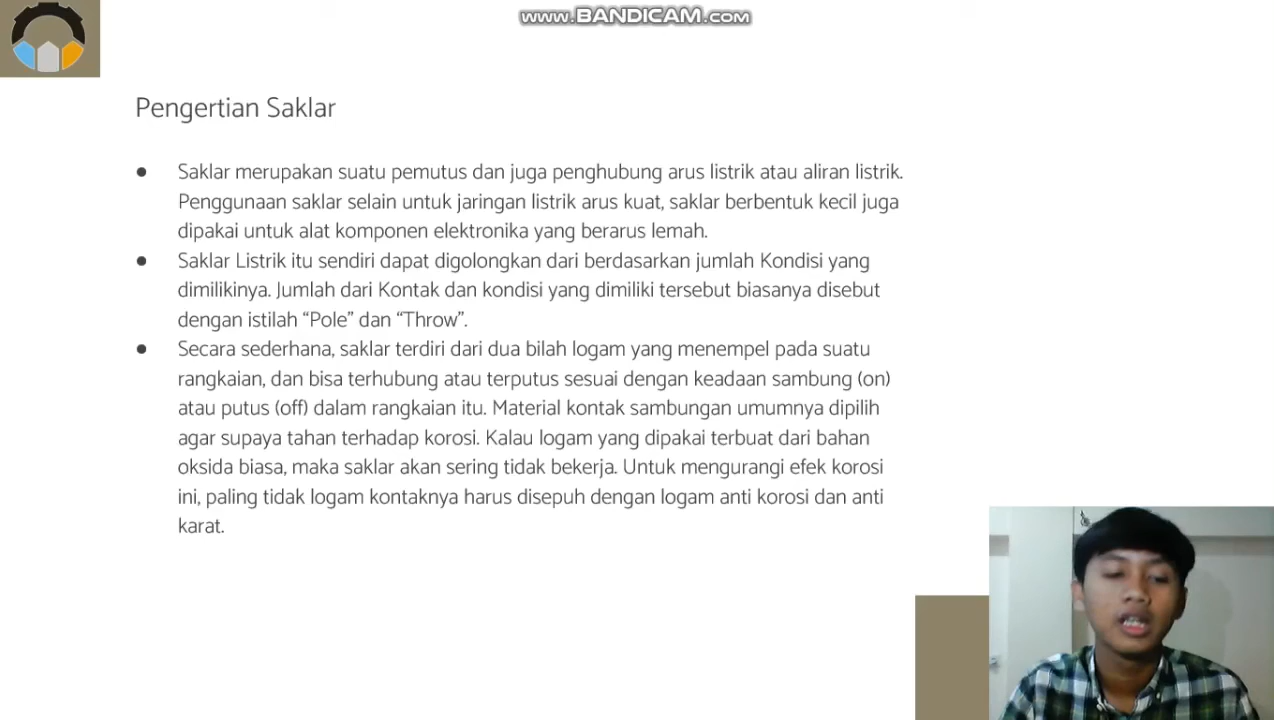 www.BANDICAM.com
Pengertian Saklar
● Saklar merupakan suatu pemutus dan juga penghubung arus listrik atau aliran listrik.
Penggunaan saklar selain untuk jaringan listrik arus kuat, saklar berbentuk kecil juga
dipakai untuk alat komponen elektronika yang berarus lemah.
● Saklar Listrik itu sendiri dapat digolongkan dari berdasarkan jumlah Kondisi yang
dimilikinya. Jumlah dari Kontak dan kondisi yang dimiliki tersebut biasanya disebut
dengan istilah “Pole” dan “Throw”.
● Secara sederhana, saklar terdiri dari dua bilah logam yang menempel pada suatu
rangkaian, dan bisa terhubung atau terputus sesuai dengan keadaan sambung (on)
atau putus (off) dalam rangkaian itu. Material kontak sambungan umumnya dipilih
agar supaya tahan terhadap korosi. Kalau logam yang dipakai terbuat dari bahan
oksida biasa, maka saklar akan sering tidak bekerja. Untuk mengurangi efek korosi
ini, paling tidak logam kontaknya harus disepuh dengan logam anti korosi dan anti
karat.